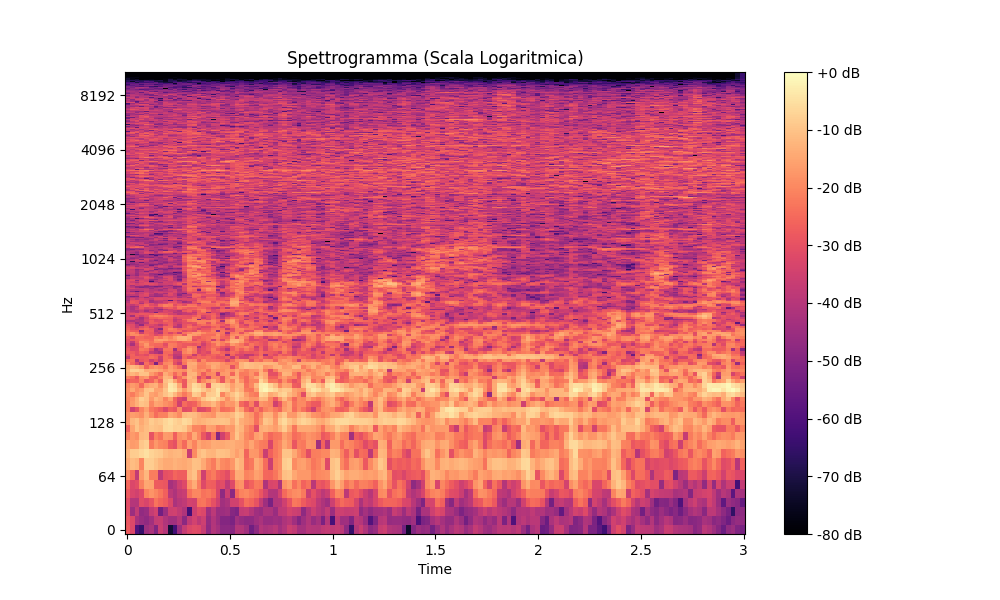 Spettrogramma (Scala Logaritmica)
Hz
8192
4096
2048
1024
512
256
128
64
0
0
0.5
1
1.5
2
2.5
3
Time
+0 dB
-10 dB
-20 dB
-30 dB
-40 dB
-50 dB
-60 dB
-70 dB
-80 dB